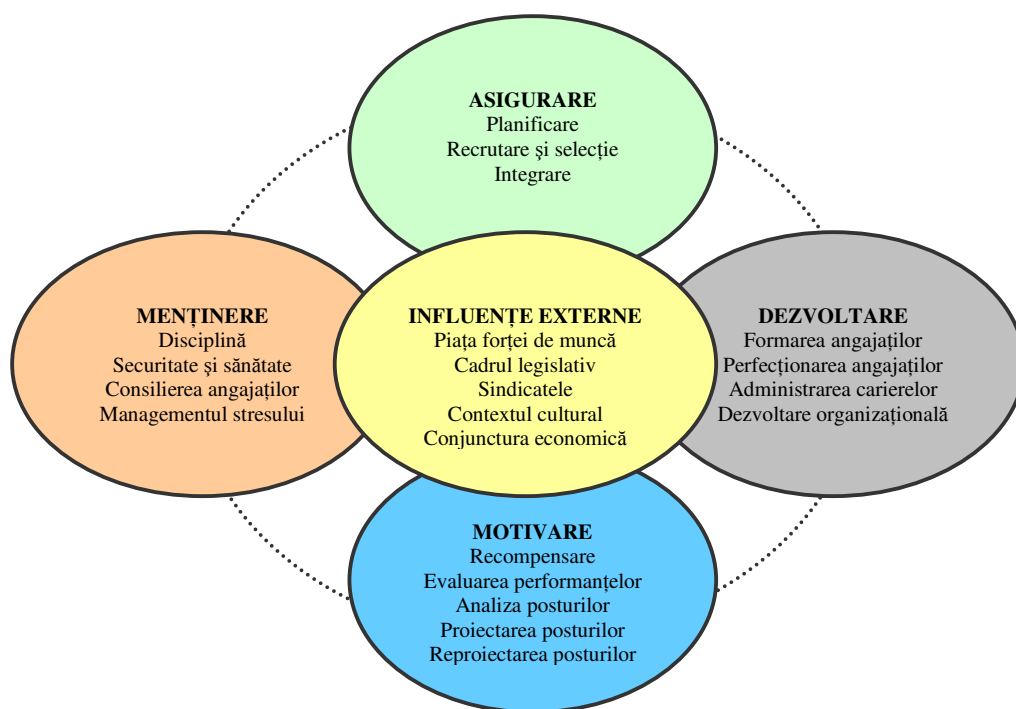 ASIGURARE
Planificare
Recrutare şi selecţie
Integrare
MENŢINERE
Disciplină
Securitate şi sănătate
Consilierea angajaţilor
Managementul stresului
INFLUENŢE EXTERNE
Piaţa forţei de muncă
Cadrul legislativ
Sindicatele
Contextul cultural
Conjunctura economică
DEZVOLTARE
Formarea angajaţilor
Perfecţionarea angajaţilor
Administrarea carierelor
Dezvoltare organizaţională
MOTIVARE
Recompensare
Evaluarea performanţelor
Analiza posturilor
Proiectarea posturilor
Reproiectarea posturilor